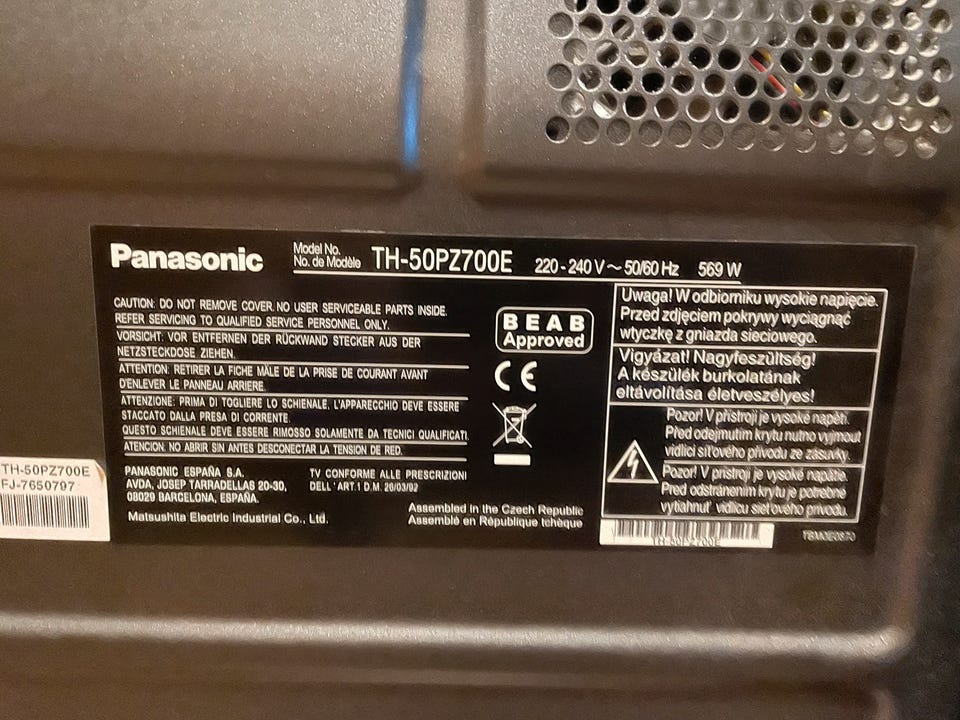 Panasonic
Model No.
No. de Modèle
TH-50PZ700E 220-240 V ~ 50/60 Hz 569 W
CAUTION: DO NOT REMOVE COVER. NO USER SERVICEABLE PARTS INSIDE.
REFER SERVICING TO QUALIFIED SERVICE PERSONNEL ONLY.
VORSICHT: VOR ENTFERNEN DER RÜCKWAND STECKER AUS DER
NETZSTECKDOSE ZIEHEN.
ATTENTION: RETIRER LA FICHE MÂLE DE LA PRISE DE COURANT AVANT
D'ENLEVER LE PANNEAU ARRIERE.
ATTENZIONE: PRIMA DI TOGLIERE LO SCHIENALE, L'APPARECCHIO DEVE ESSERE
STACCATO DALLA PRESA DI CORRENTE.
QUESTO SCHIENALE DEVE ESSERE RIMOSSO SOLAMENTE DA TECNICI QUALIFICATI.
ATENCION: NO ABRIR SIN ANTES DESCONECTAR LA TENSION DE RED.
PANASONIC ESPAÑA S.A.
AVDA, JOSEP TARRADELLAS 20-30,
08029 BARCELONA, ESPAÑA.
TV CONFORME ALLE PRESCRIZIONI
DELL 'ART.1 D.M. 26/03/92
Matsushita Electric Industrial Co., Ltd.
Assembled in the Czech Republic
Assemblé en République tchèque
BEAB
Approved
CE
Uwaga! W odbiorniku wysokie napięcie.
Przed zdjęciem pokrywy wyciągnąć
wtyczkę z gniazda sieciowego.
Vigyázat! Nagyfeszültség!
A készülék burkolatának
eltávolítása életveszélyes!
Pozor! V přístroji je vysoké napětí.
Před odejmutím krytu nutno vyjmout
vidlici síťového přívodu ze zásuvky.
Pozor! V prístroji je vysoké napätie.
Pred odstránením krytu je potrebné
vytiahnuť vidlicu sieťového prívodu.
TH-50PZ700E
TBM0E0870
TH-50PZ700E
FJ-7650797